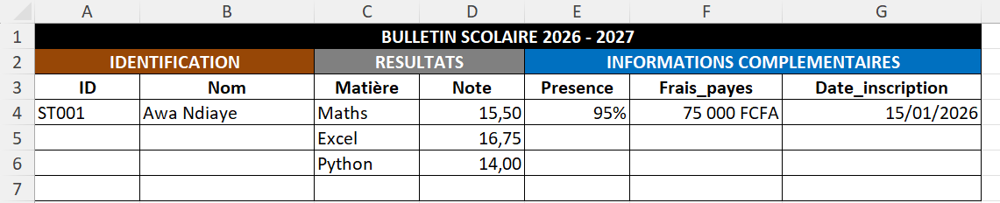 A B C D E F G
1 BULLETIN SCOLAIRE 2026 - 2027
2 IDENTIFICATION RESULTATS INFORMATIONS COMPLEMENTAIRES
3 ID Nom Matière Note Presence Frais_payes Date_inscription
4 ST001 Awa Ndiaye Maths 15,50 95% 75 000 FCFA 15/01/2026
5 Excel 16,75
6 Python 14,00
7